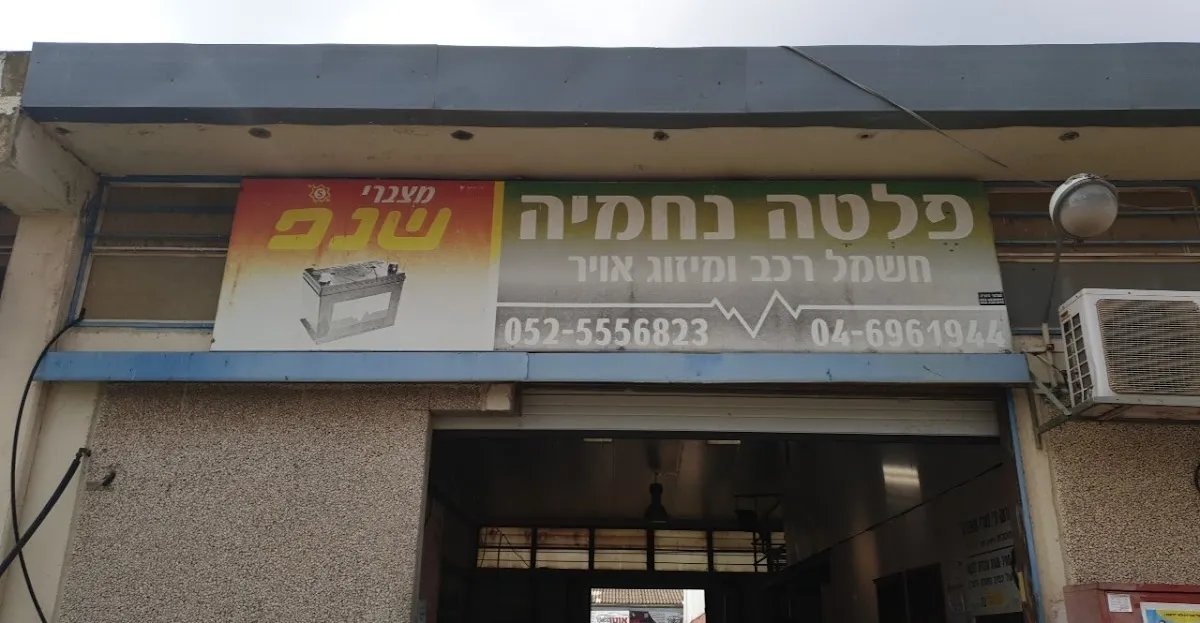 מצברי
שנפ
פלטה נחמיה
חשמל רכב ומיזוג אויר
052-5556823
04-6961944